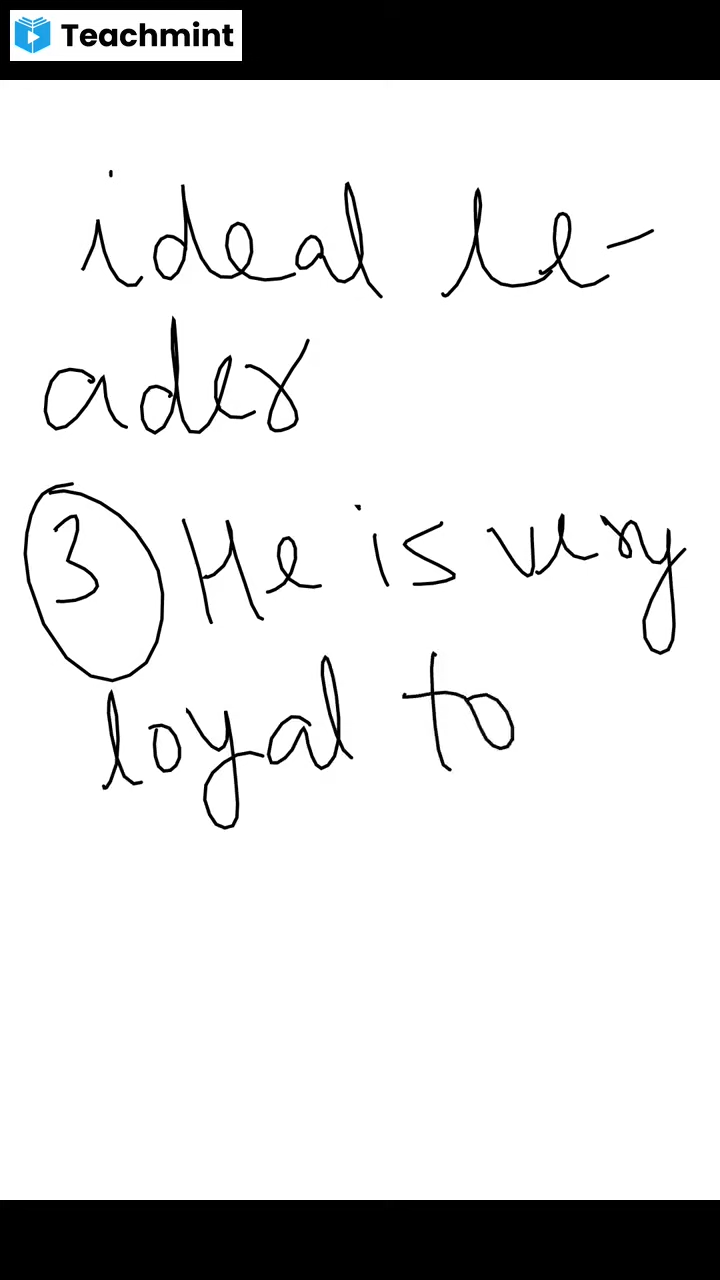 Teachmint
ideal le-
ader
3 He is very
loyal to